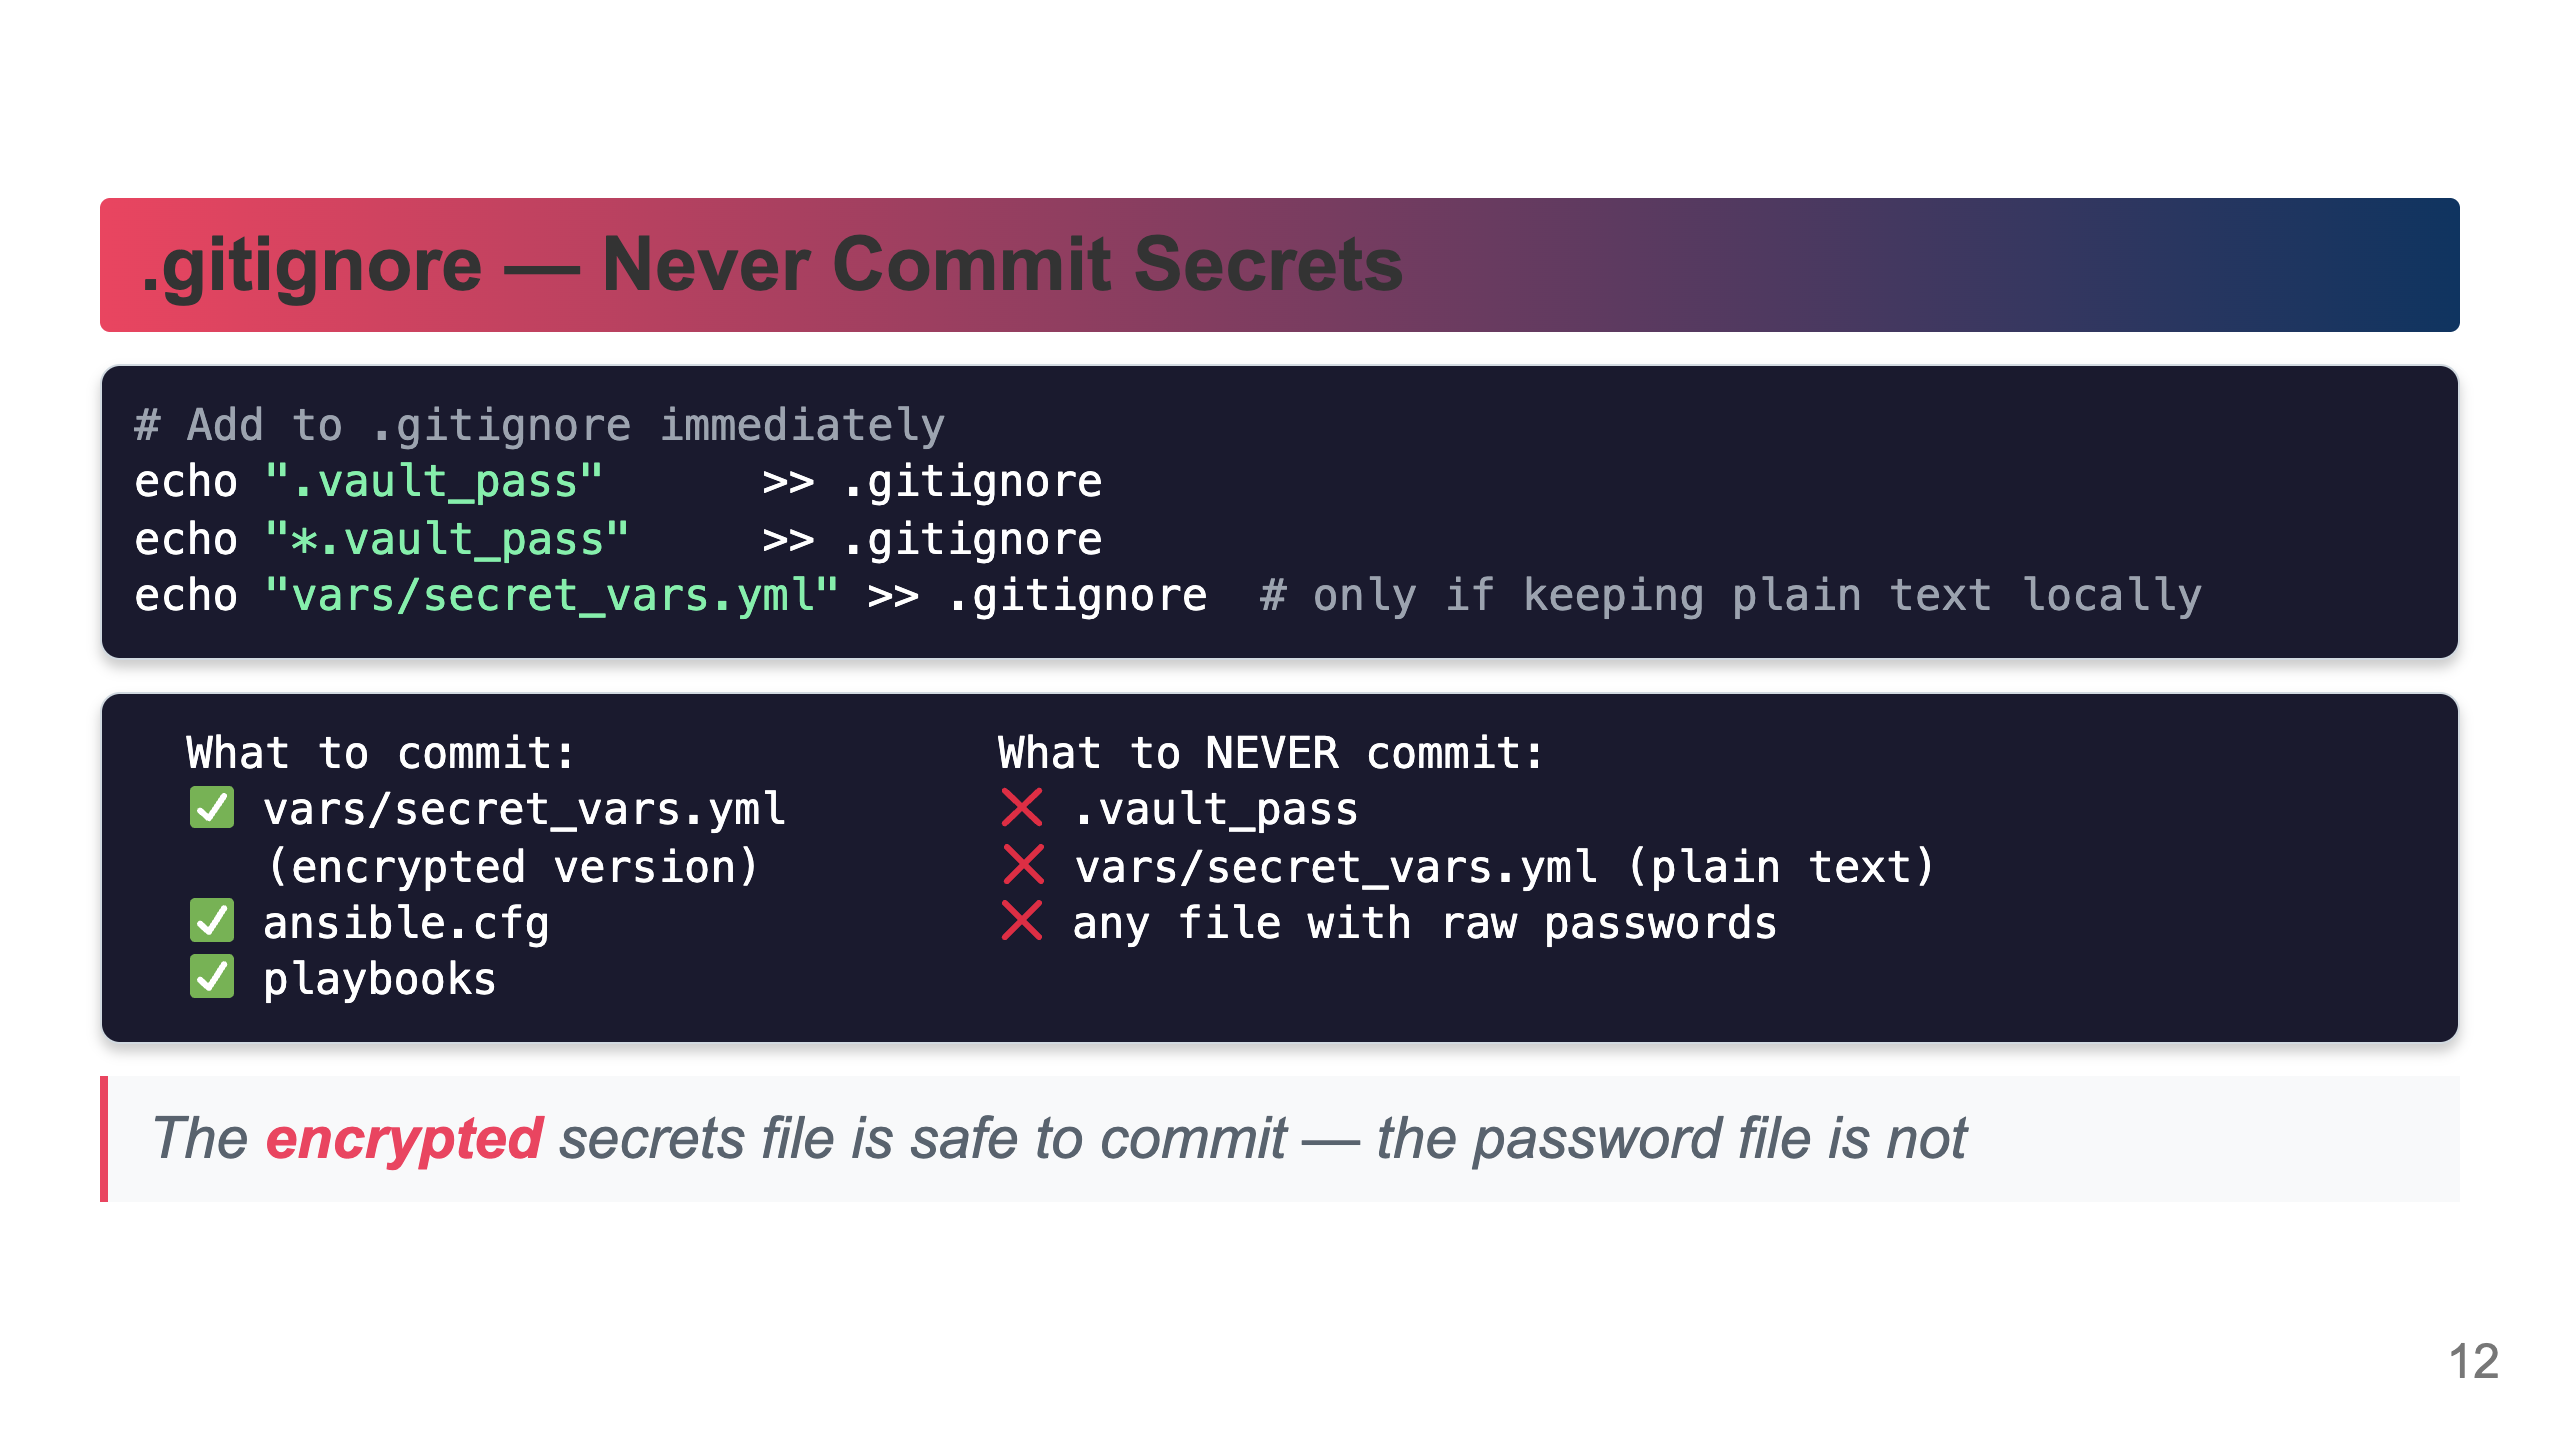 .gitignore — Never Commit Secrets
# Add to .gitignore immediately
echo ".vault_pass"      >> .gitignore
echo "*.vault_pass"     >> .gitignore
echo "vars/secret_vars.yml" >> .gitignore  # only if keeping plain text locally
What to commit:                What to NEVER commit:
✅ vars/secret_vars.yml        ❌ .vault_pass
   (encrypted version)         ❌ vars/secret_vars.yml (plain text)
✅ ansible.cfg                 ❌ any file with raw passwords
✅ playbooks
The encrypted secrets file is safe to commit — the password file is not
12